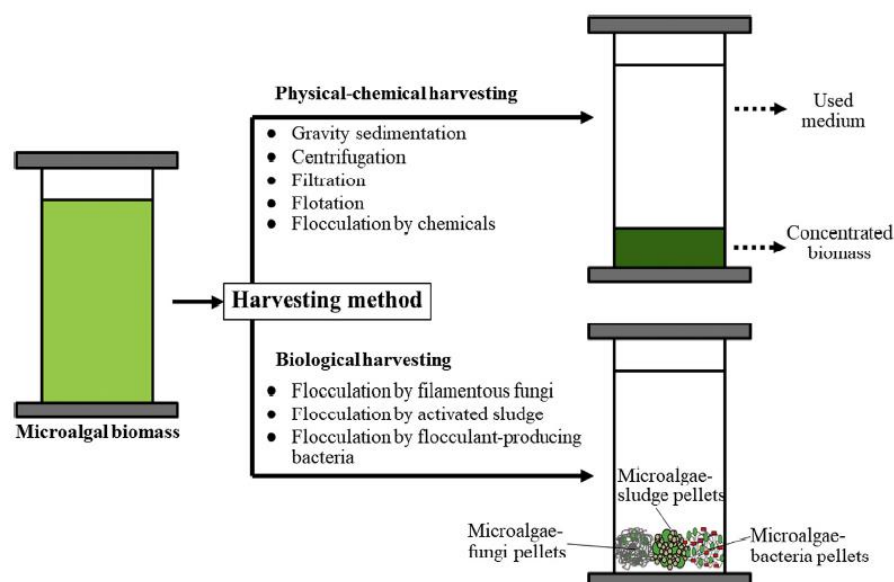 Physical-chemical harvesting
● Gravity sedimentation
● Centrifugation
● Filtration
● Flotation
● Flocculation by chemicals
Used
medium
Concentrated
biomass
Harvesting method
Microalgal biomass
Biological harvesting
● Flocculation by filamentous fungi
● Flocculation by activated sludge
● Flocculation by flocculant-producing
bacteria
Microalgae-
sludge pellets
Microalgae-
fungi pellets
Microalgae-
bacteria pellets